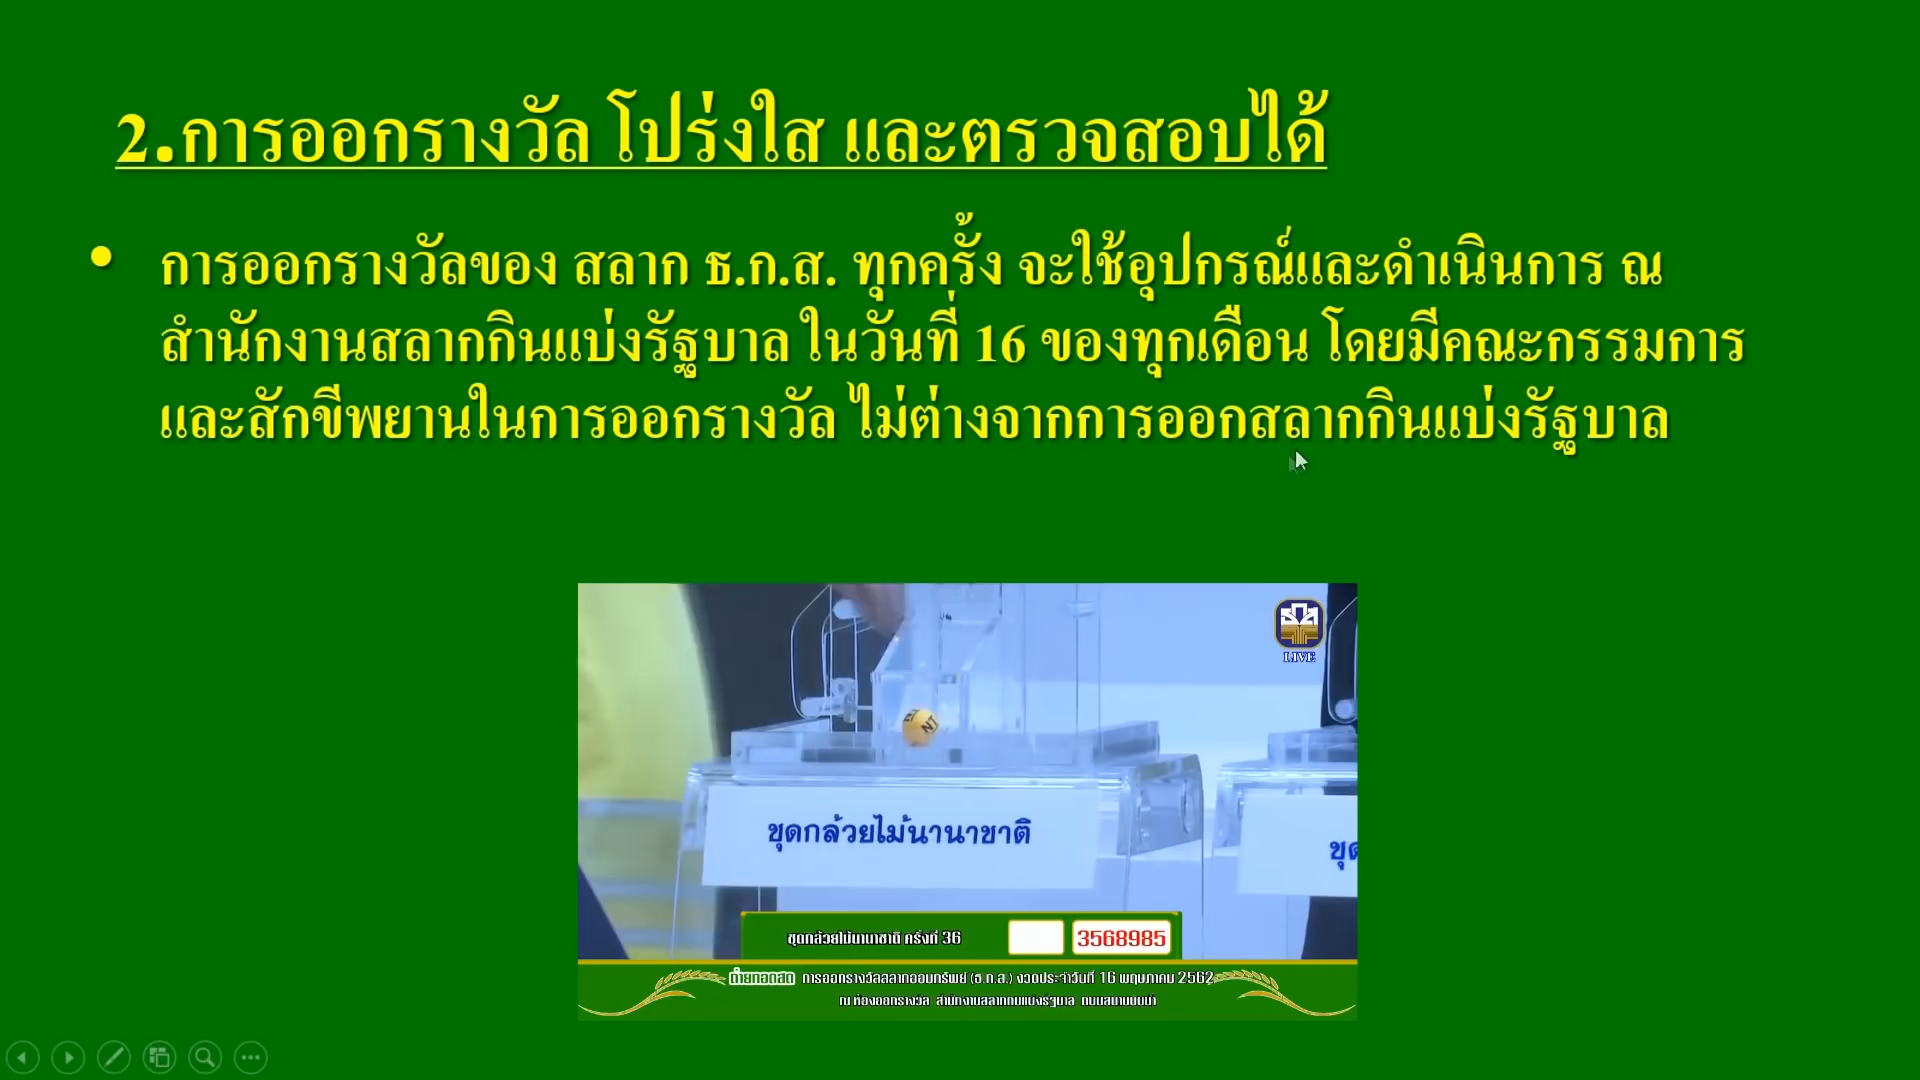 2.การออกรางวัล โปร่งใส และตรวจสอบได้
• การออกรางวัลของ สลาก ธ.ก.ส. ทุกครั้ง จะใช้อุปกรณ์และดำเนินการ ณ
สำนักงานสลากกินแบ่งรัฐบาล ในวันที่ 16 ของทุกเดือน โดยมีคณะกรรมการ
และสักขีพยานในการออกรางวัล ไม่ต่างจากการออกสลากกินแบ่งรัฐบาล
LIVE
NT
ชุดกล้วยไม้นานาชาติ
ชุด
ชุดกล้วยไม้นานาชาติ ครั้งที่ 36 3568985
ถ่ายทอดสด การออกรางวัลสลากออมทรัพย์ (ธ.ก.ส.) งวดประจำวันที่ 16 พฤษภาคม 2562
ณ ห้องออกรางวัล สำนักงานสลากกินแบ่งรัฐบาล ถนนสนามบินน้ำ